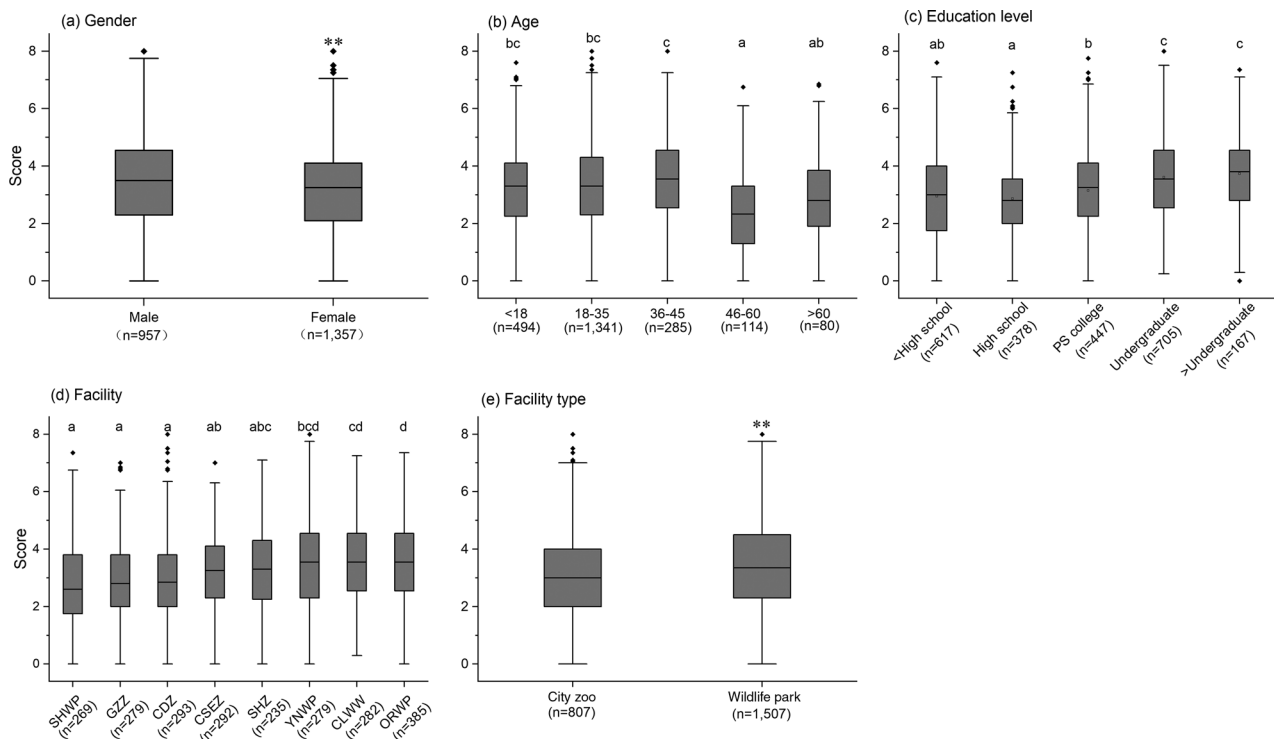 (a) Gender
**
8
6
4
2
0
Score
Male
(n=957)
Female
(n=1,357)
(b) Age
bc bc c a ab
8
6
4
2
0
<18
(n=494)
18-35
(n=1,341)
36-45
(n=285)
46-60
(n=114)
>60
(n=80)
(c) Education level
ab a b c c
8
6
4
2
0
<High school
(n=617)
High school
(n=378)
PS college
(n=447)
Undergraduate
(n=705)
>Undergraduate
(n=167)
(d) Facility
a a a ab abc bcd cd d
8
6
4
2
0
Score
SHWP
(n=269)
GZZ
(n=279)
CDZ
(n=293)
CSEZ
(n=292)
SHZ
(n=235)
YNWP
(n=279)
CLWW
(n=282)
ORWP
(n=385)
(e) Facility type
**
8
6
4
2
0
City zoo
(n=807)
Wildlife park
(n=1,507)